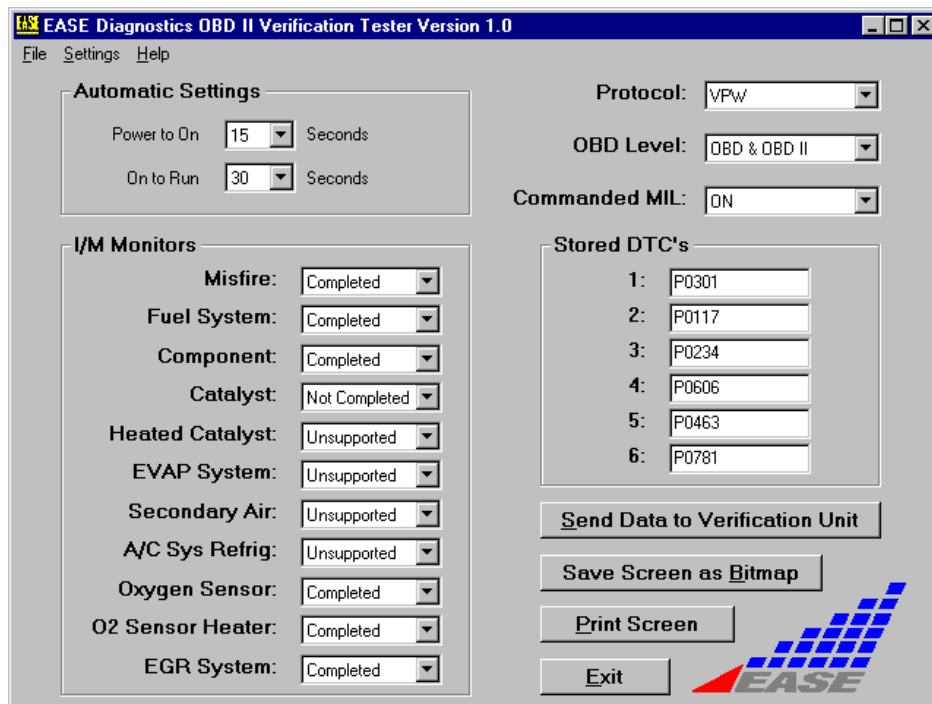 EASE EASE Diagnostics OBD II Verification Tester Version 1.0
File Settings Help
Automatic Settings
Power to On 15 Seconds
On to Run 30 Seconds
Protocol: VPW
OBD Level: OBD & OBD II
Commanded MIL: ON
I/M Monitors
Misfire: Completed
Fuel System: Completed
Component: Completed
Catalyst: Not Completed
Heated Catalyst: Unsupported
EVAP System: Unsupported
Secondary Air: Unsupported
A/C Sys Refrig: Unsupported
Oxygen Sensor: Completed
O2 Sensor Heater: Completed
EGR System: Completed
Stored DTC's
1: P0301
2: P0117
3: P0234
4: P0606
5: P0463
6: P0781
Send Data to Verification Unit
Save Screen as Bitmap
Print Screen
Exit
EASE